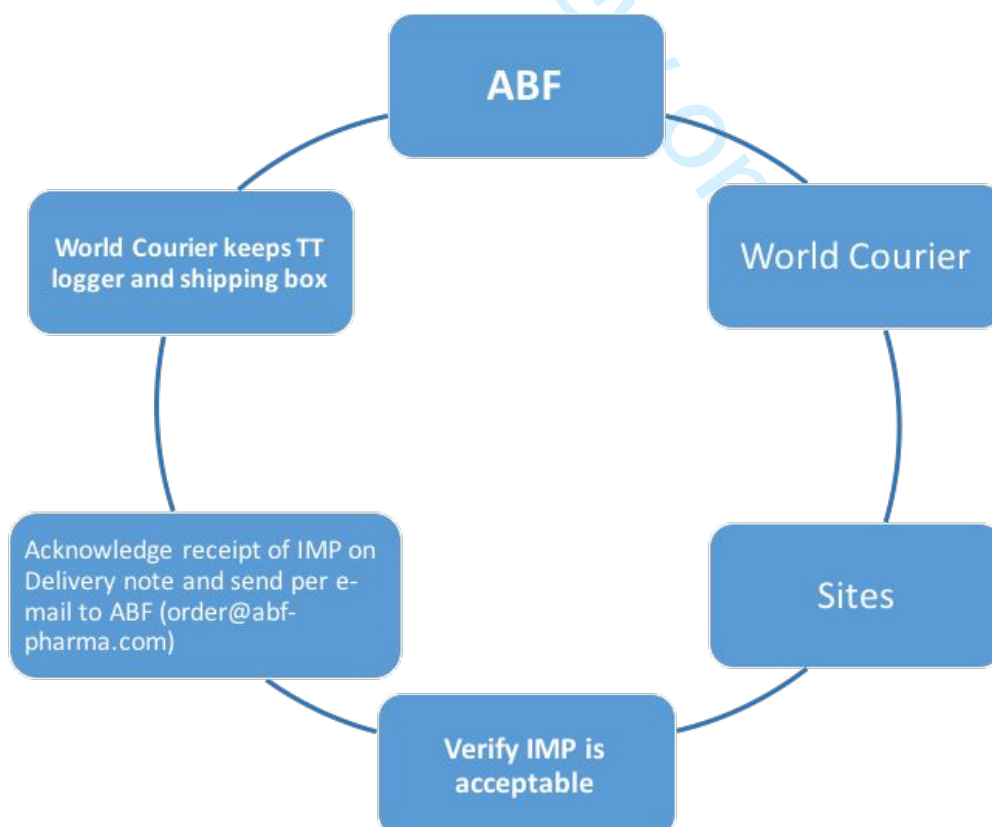 ABF
World Courier
Sites
Verify IMP is
acceptable
Acknowledge receipt of IMP on
Delivery note and send per e-
mail to ABF (order@abf-
pharma.com)
World Courier keeps TT
logger and shipping box